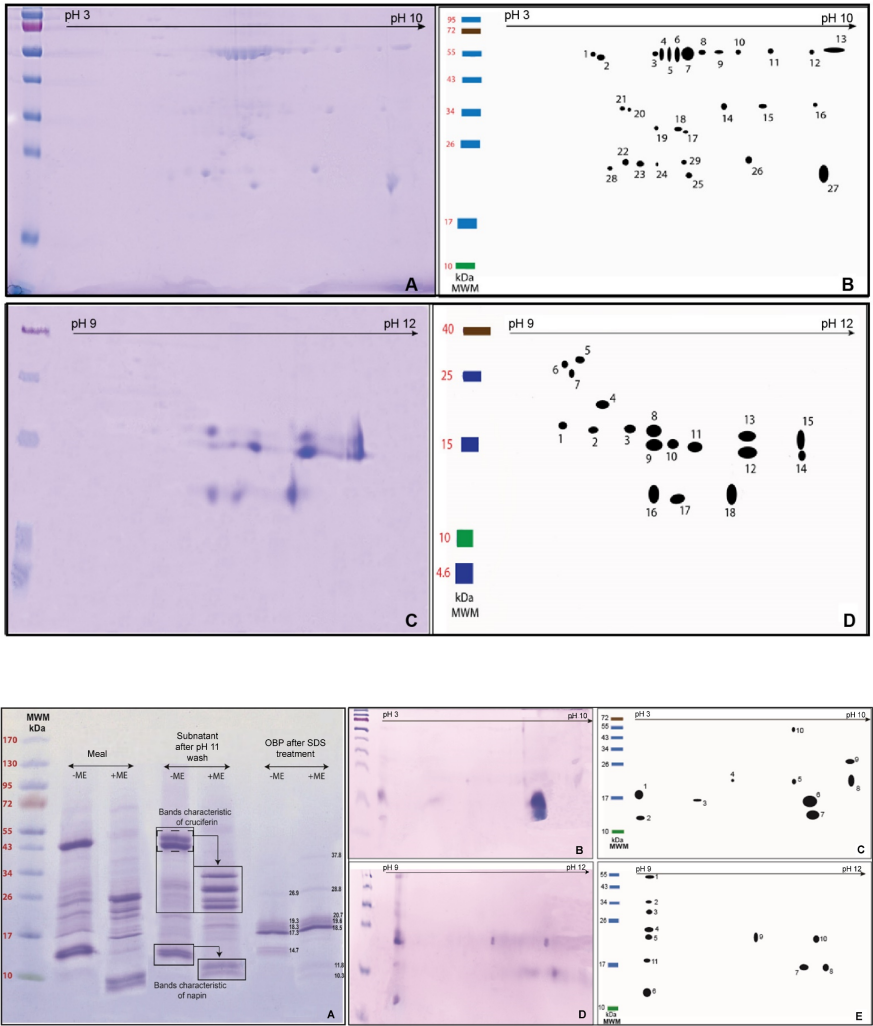 pH 3 pH 10
A
pH 3 pH 10
95
72
55
43
34
26
17
10
kDa
MWM
1 2 3 4 5 6 7 8 9 10 11 12 13
21 20 14 15 16
19 18 17
22 28 23 24 29 25 26 27
B
pH 9 pH 12
C
pH 9 pH 12
40
25
15
10
4.6
kDa
MWM
5
6
7
4
1 2 3 8 9 10 11 13 12 15 14
16 17 18
D
MWM
kDa
170
130
95
72
55
43
34
26
17
10
Meal
-ME +ME
Subnatant
after pH 11
wash
-ME +ME
OBP after SDS
treatment
-ME +ME
Bands characteristic
of cruciferin
37.8
26.9 28.8
20.7
19.3 19.6
18.3 18.5
17.3
14.7
11.8
10.3
Bands characteristic
of napin
A
pH 3 pH 10
B
pH 3 pH 10
72
55
43
34
26
17
10
kDa
MWM
10
9
1 4 5 6 8
3
2 7
C
pH 9 pH 12
D
pH 9 pH 12
55
43
34
26
17
10
kDa
MWM
1
2
3
4
5 9 10
11
7 8
6
E